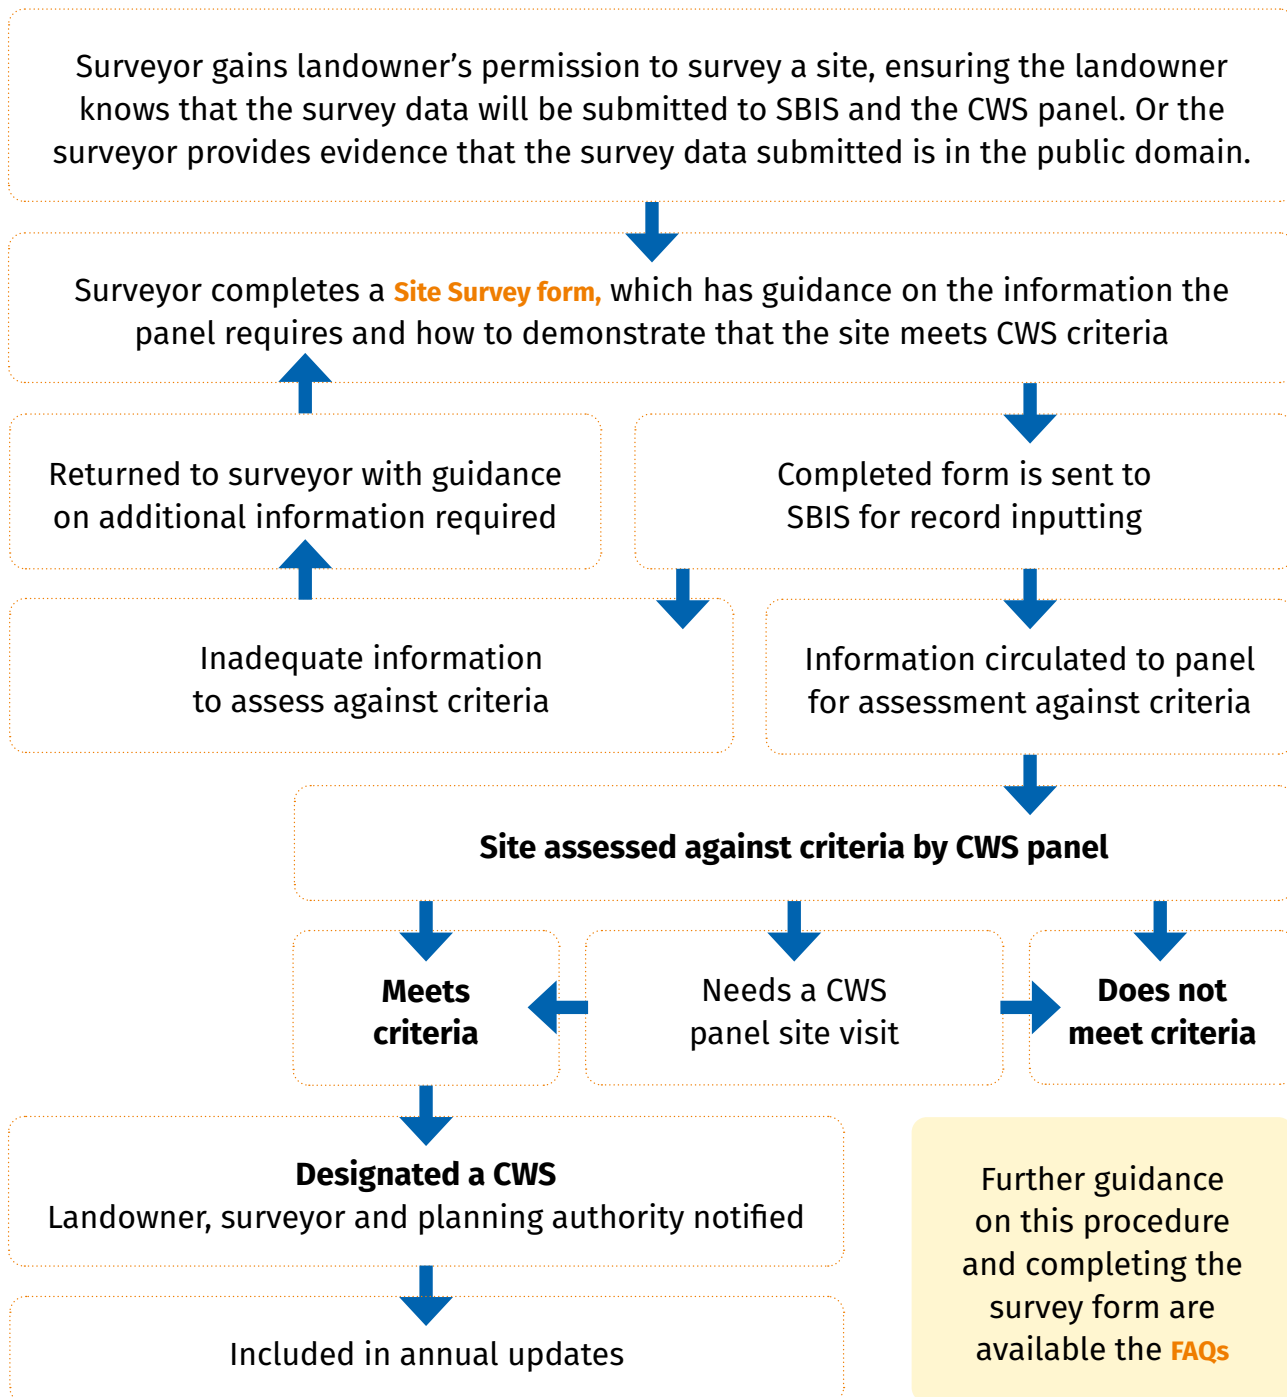 Surveyor gains landowner's permission to survey a site, ensuring the landowner
knows that the survey data will be submitted to SBIS and the CWS panel. Or the
surveyor provides evidence that the survey data submitted is in the public domain.
Surveyor completes a Site Survey form, which has guidance on the information the
panel requires and how to demonstrate that the site meets CWS criteria
Returned to surveyor with guidance
on additional information required
Completed form is sent to
SBIS for record inputting
Inadequate information
to assess against criteria
Information circulated to panel
for assessment against criteria
Site assessed against criteria by CWS panel
Meets
criteria
Needs a CWS
panel site visit
Does not
meet criteria
Designated a CWS
Landowner, surveyor and planning authority notified
Included in annual updates
Further guidance
on this procedure
and completing the
survey form are
available the FAQs